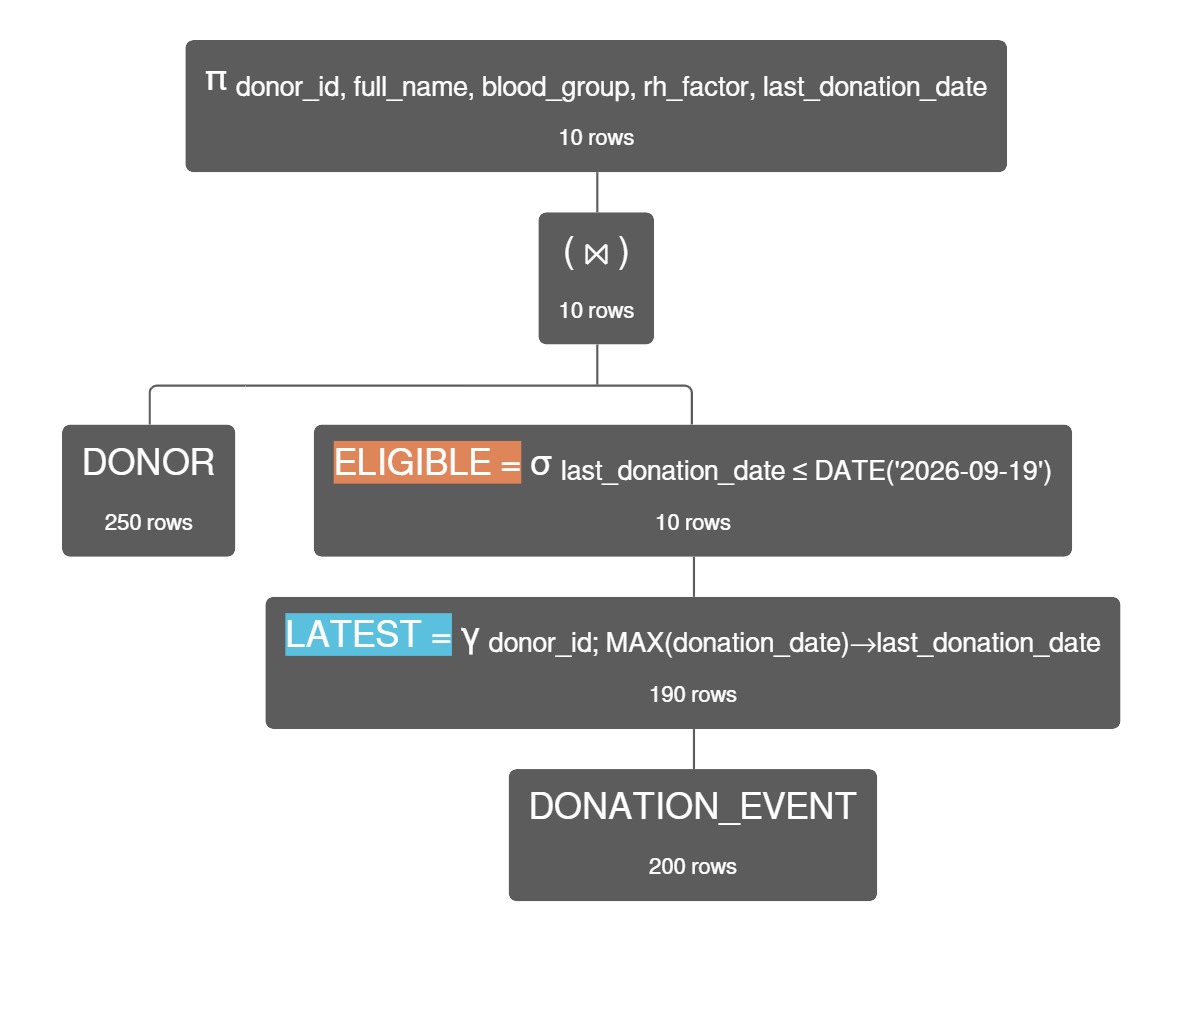 π donor_id, full_name, blood_group, rh_factor, last_donation_date
10 rows
( ⋈ )
10 rows
DONOR
250 rows
ELIGIBLE = σ last_donation_date ≤ DATE('2026-09-19')
10 rows
LATEST = γ donor_id; MAX(donation_date)→last_donation_date
190 rows
DONATION_EVENT
200 rows